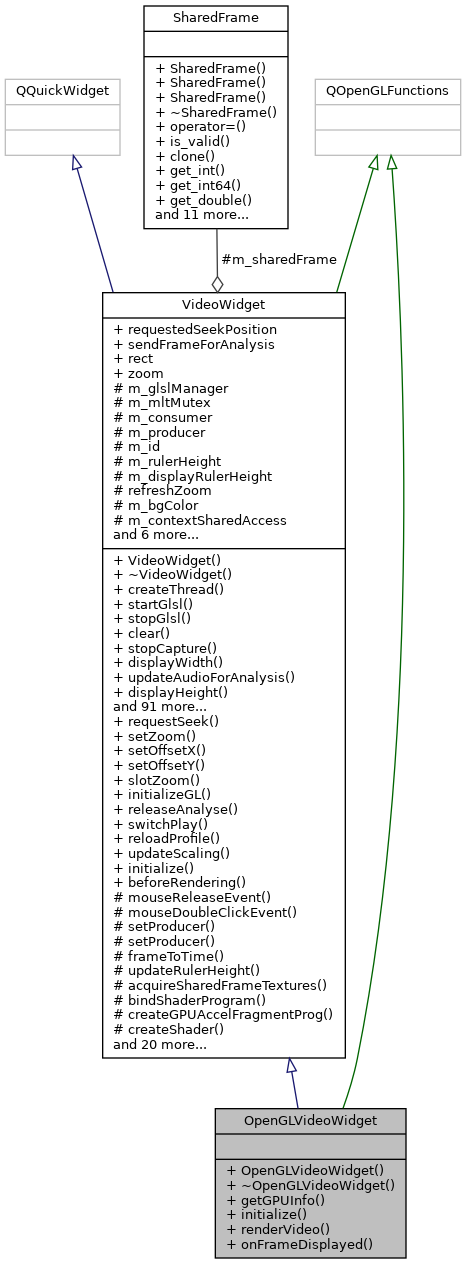 SharedFrame
+ SharedFrame()
+ SharedFrame()
+ SharedFrame()
+ ~SharedFrame()
+ operator=()
+ is_valid()
+ clone()
+ get_int()
+ get_int64()
+ get_double()
and 11 more...
QQuickWidget
QOpenGLFunctions
#m_sharedFrame
VideoWidget
+ requestedSeekPosition
+ sendFrameForAnalysis
+ rect
+ zoom
# m_glslManager
# m_mltMutex
# m_consumer
# m_producer
# m_id
# m_rulerHeight
# m_displayRulerHeight
# refreshZoom
# m_bgColor
# m_contextSharedAccess
and 6 more...
+ VideoWidget()
+ ~VideoWidget()
+ createThread()
+ startGlsl()
+ stopGlsl()
+ clear()
+ stopCapture()
+ displayWidth()
+ updateAudioForAnalysis()
+ displayHeight()
and 91 more...
+ requestSeek()
+ setZoom()
+ setOffsetX()
+ setOffsetY()
+ slotZoom()
+ initializeGL()
+ releaseAnalyse()
+ switchPlay()
+ reloadProfile()
+ updateScaling()
+ initialize()
+ beforeRendering()
# mouseReleaseEvent()
# mouseDoubleClickEvent()
# setProducer()
# setProducer()
# frameToTime()
# updateRulerHeight()
# acquireSharedFrameTextures()
# bindShaderProgram()
# createGPUAccelFragmentProg()
# createShader()
and 20 more...
OpenGLVideoWidget
+ OpenGLVideoWidget()
+ ~OpenGLVideoWidget()
+ getGPUInfo()
+ initialize()
+ renderVideo()
+ onFrameDisplayed()